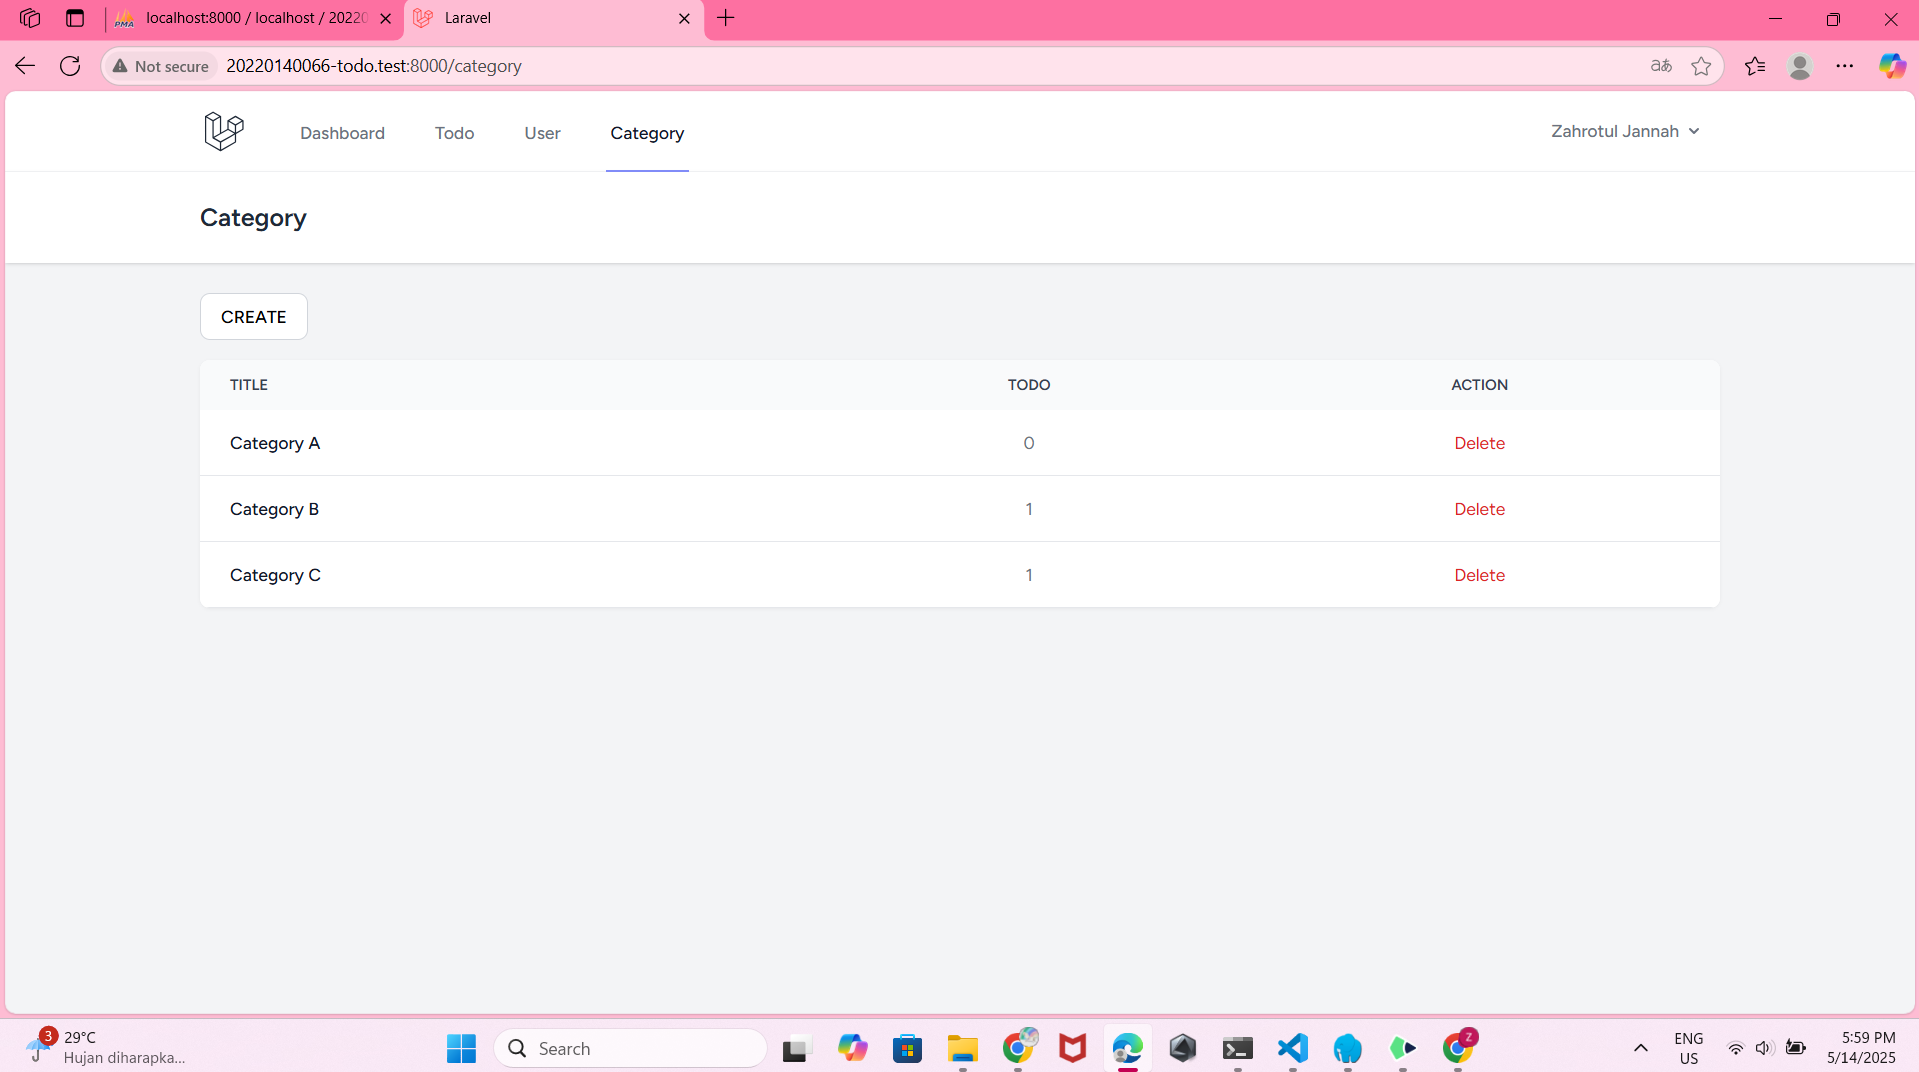 localhost:8000 / localhost / 20220
Laravel
Not secure
20220140066-todo.test:8000/category
Dashboard
Todo
User
Category
Zahrotul Jannah
Category
CREATE
TITLE TODO ACTION
Category A 0 Delete
Category B 1 Delete
Category C 1 Delete
3
29°C
Hujan diharapka...
Search
Z
ENG
US
5:59 PM
5/14/2025